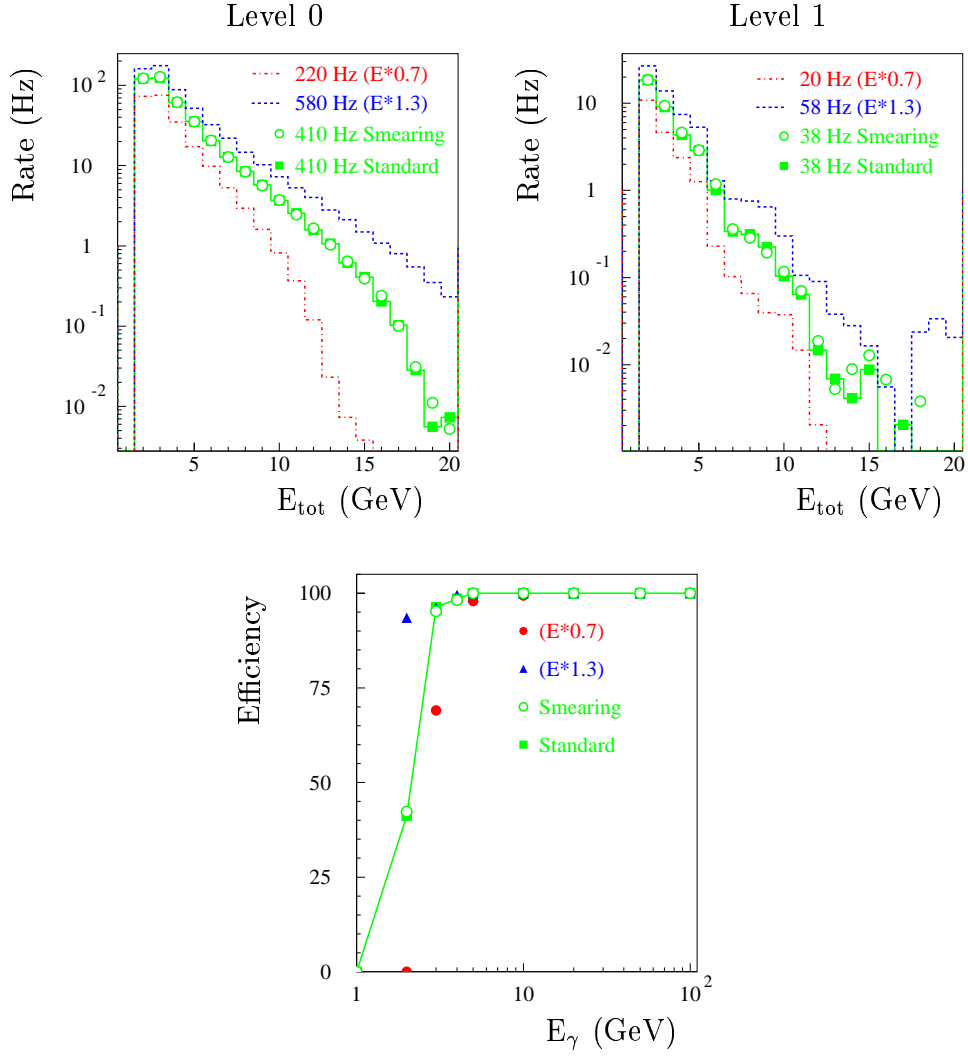 Level 0
Level 1
Rate (Hz)
10^2
10
1
10^-1
10^-2
220 Hz (E*0.7)
580 Hz (E*1.3)
410 Hz Smearing
410 Hz Standard
5 10 15 20
E_tot (GeV)
Rate (Hz)
10
1
10^-1
10^-2
20 Hz (E*0.7)
58 Hz (E*1.3)
38 Hz Smearing
38 Hz Standard
5 10 15 20
E_tot (GeV)
Efficiency
100
75
50
25
0
(E*0.7)
(E*1.3)
Smearing
Standard
1 10 10^2
E_γ (GeV)